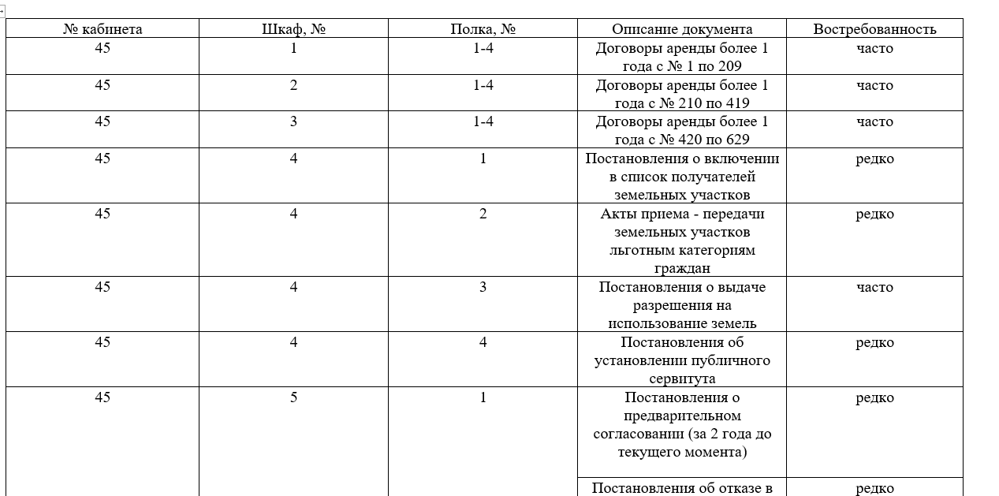 № кабинета Шкаф, № Полка, № Описание документа Востребованность
45 1 1-4 Договоры аренды более 1 часто
года с № 1 по 209
45 2 1-4 Договоры аренды более 1 часто
года с № 210 по 419
45 3 1-4 Договоры аренды более 1 часто
года с № 420 по 629
45 4 1 Постановления о включении редко
в список получателей
земельных участков
45 4 2 Акты приема - передачи редко
земельных участков
льготным категориям
граждан
45 4 3 Постановления о выдаче часто
разрешения на
использование земель
45 4 4 Постановления об редко
установлении публичного
сервитута
45 5 1 Постановления о редко
предварительном
согласовании (за 2 года до
текущего момента)
Постановления об отказе в редко